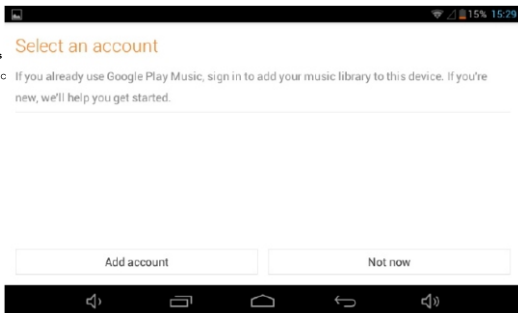 15% 15:29
Select an account
If you already use Google Play Music, sign in to add your music library to this device. If you're
new, we'll help you get started.
Add account
Not now